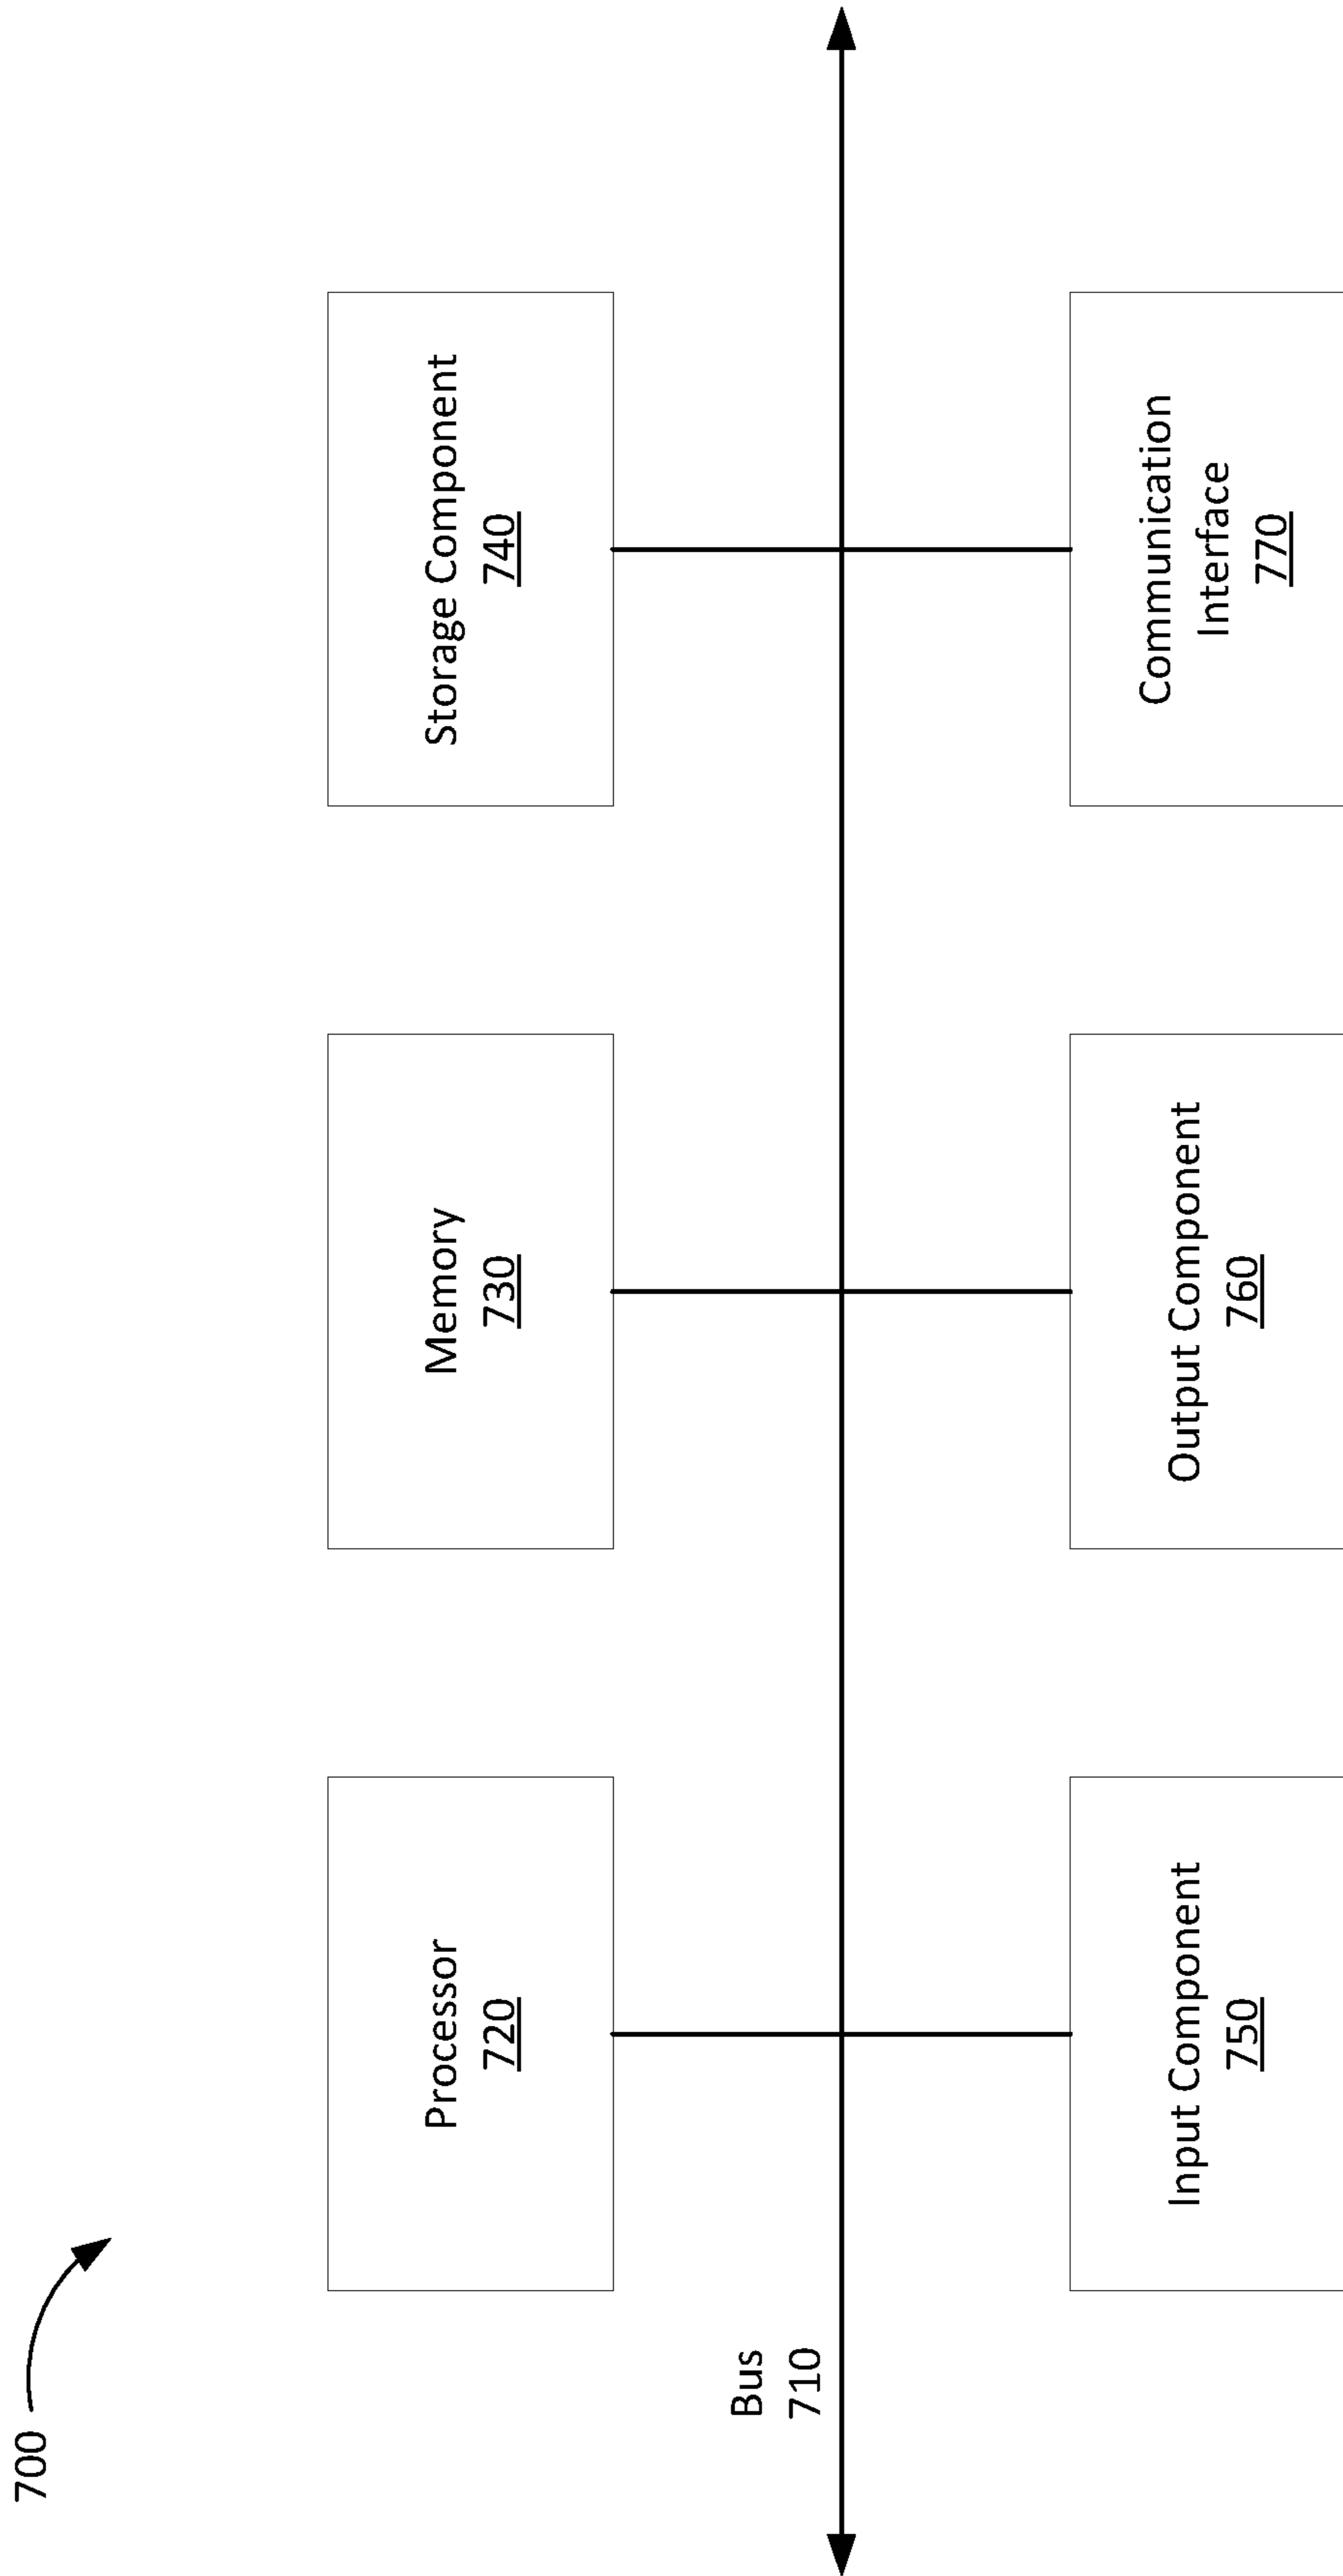 700
Bus
710
Processor
720
Memory
730
Storage Component
740
Input Component
750
Output Component
760
Communication
Interface
770